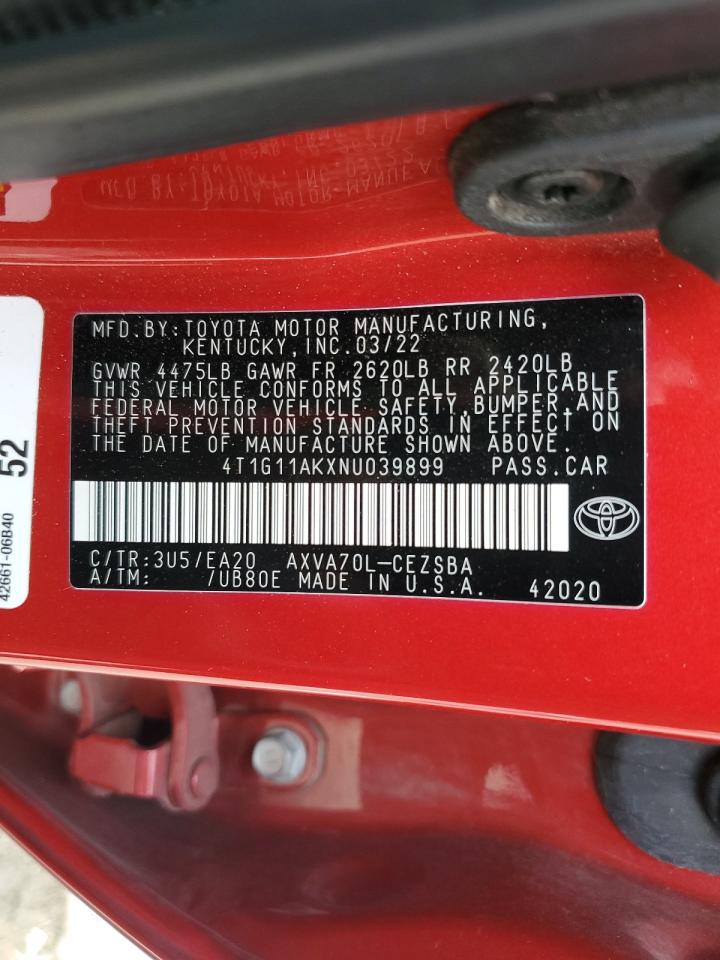 MFD.BY:TOYOTA MOTOR MANUFACTURING,
KENTUCKY,INC.03/22
GVWR 4475LB GAWR FR 2620LB RR 2420LB
THIS VEHICLE CONFORMS TO ALL APPLICABLE
FEDERAL MOTOR VEHICLE SAFETY,BUMPER,AND
THEFT PREVENTION STANDARDS IN EFFECT ON
THE DATE OF MANUFACTURE SHOWN ABOVE.
4T1G11AKXNU039899 PASS.CAR
C/TR:3U5/EA20 AXVA70L-CEZSBA
A/TM: /UB80E MADE IN U.S.A. 42020
52
42661-06B40